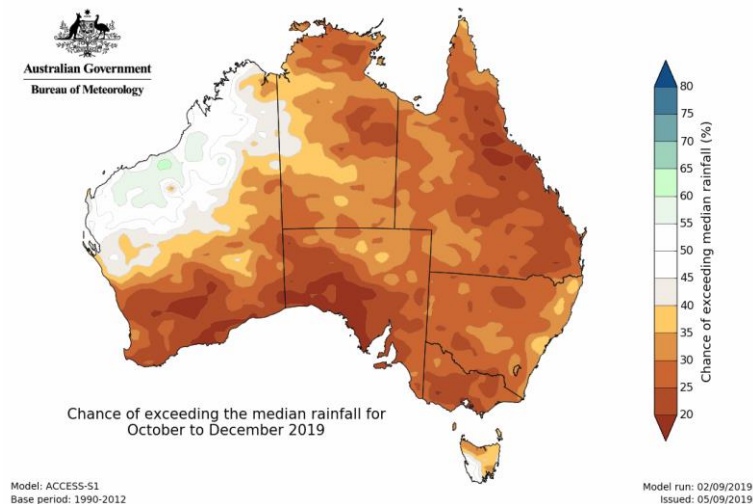 Australian Government
Bureau of Meteorology
80
75
70
65
60
55
50
45
40
35
30
25
20
Chance of exceeding median rainfall (%)
Chance of exceeding the median rainfall for
October to December 2019
Model: ACCESS-S1
Base period: 1990-2012
Model run: 02/09/2019
Issued: 05/09/2019